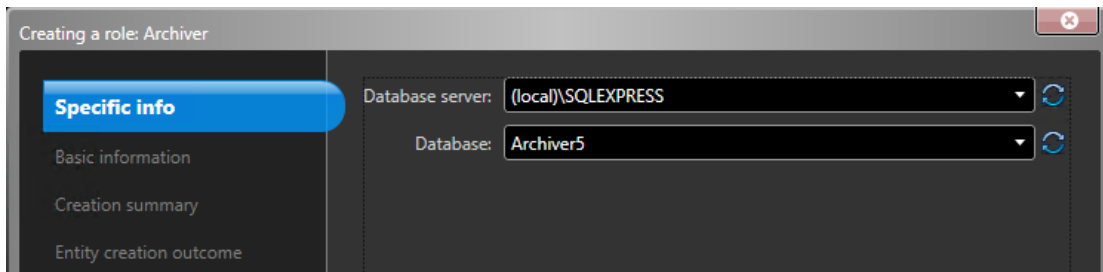 Creating a role: Archiver
Specific info
Basic information
Creation summary
Entity creation outcome
Database server: (local)\SQLEXPRESS
Database: Archiver5